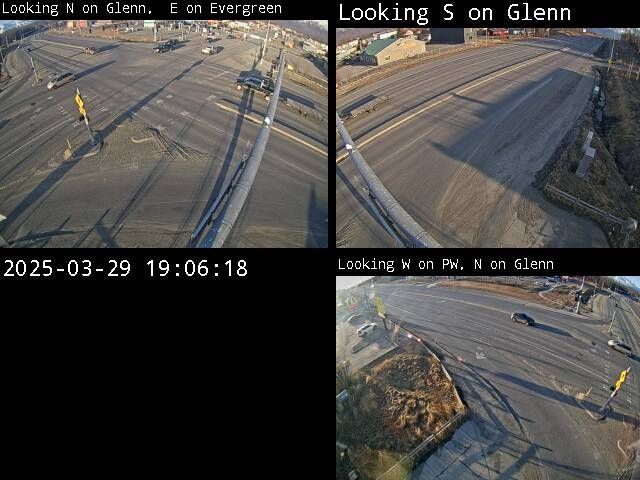 Looking N on Glenn, E on Evergreen
Looking S on Glenn
2025-03-29 19:06:18
Looking W on PW, N on Glenn